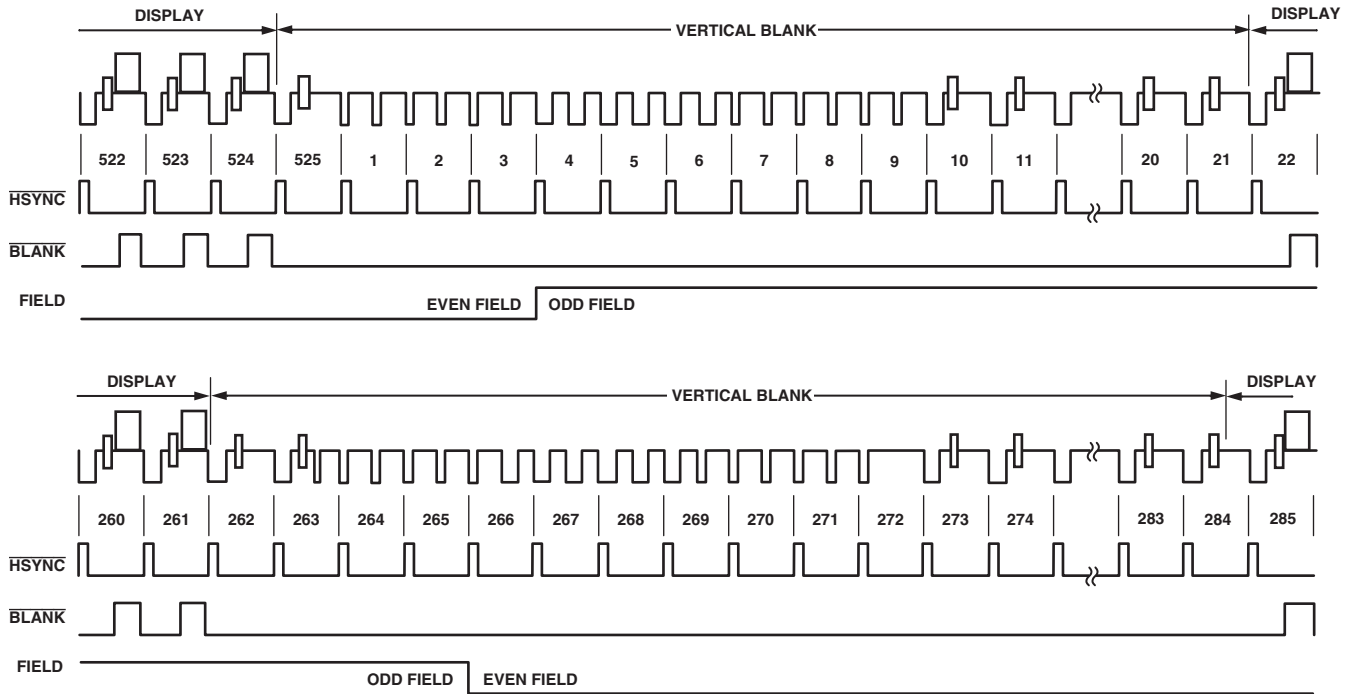 DISPLAY VERTICAL BLANK DISPLAY
522 523 524 525 1 2 3 4 5 6 7 8 9 10 11 20 21 22
HSYNC
BLANK
FIELD EVEN FIELD ODD FIELD
DISPLAY VERTICAL BLANK DISPLAY
260 261 262 263 264 265 266 267 268 269 270 271 272 273 274 283 284 285
HSYNC
BLANK
FIELD ODD FIELD EVEN FIELD